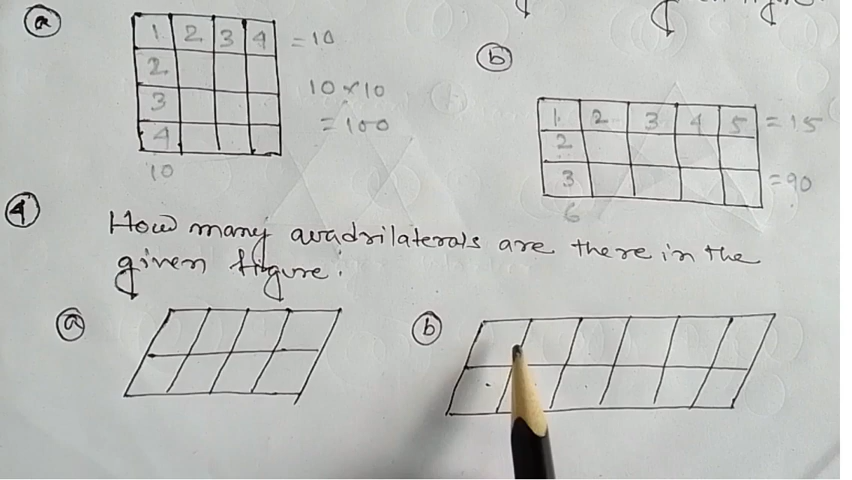 (a)
1 2 3 4 = 10
2
3
4
10
10 × 10
= 100
(b)
1 2 3 4 5 = 15
2
3 = 90
6
(4) How many quadrilaterals are there in the
given figure.
(a) (b)